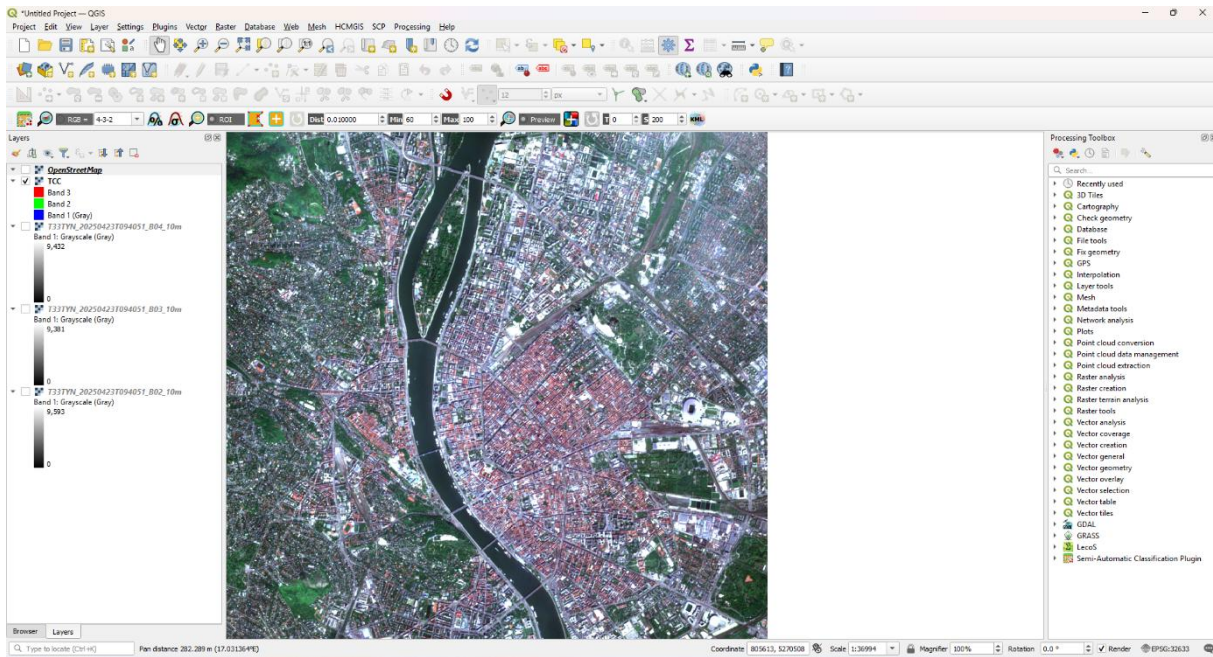 *Untitled Project — QGIS
Project Edit View Layer Settings Plugins Vector Raster Database Web Mesh HCMGIS SCP Processing Help
12 px
RGB = 4-3-2 ROI Dist 0.010000 Min 60 Max 100 Preview T 0 S 200 KML
Layers
OpenStreetMap
TCC
Band 3
Band 2
Band 1 (Gray)
T33TYN_20250423T094051_B04_10m
Band 1: Grayscale (Gray)
9,432
0
T33TYN_20250423T094051_B03_10m
Band 1: Grayscale (Gray)
9,381
0
T33TYN_20250423T094051_B02_10m
Band 1: Grayscale (Gray)
9,593
0
Browser Layers
Processing Toolbox
Search...
Recently used
3D Tiles
Cartography
Check geometry
Database
File tools
Fix geometry
GPS
Interpolation
Layer tools
Mesh
Metadata tools
Network analysis
Plots
Point cloud conversion
Point cloud data management
Point cloud extraction
Raster analysis
Raster creation
Raster terrain analysis
Raster tools
Vector analysis
Vector coverage
Vector creation
Vector general
Vector geometry
Vector overlay
Vector selection
Vector table
Vector tiles
GDAL
GRASS
LecoS
Semi-Automatic Classification Plugin
Type to locate (Ctrl+K) Pan distance 282.289 m (17.031364°E) Coordinate 805613, 5270508 Scale 1:36994 Magnifier 100% Rotation 0.0 ° Render EPSG:32633